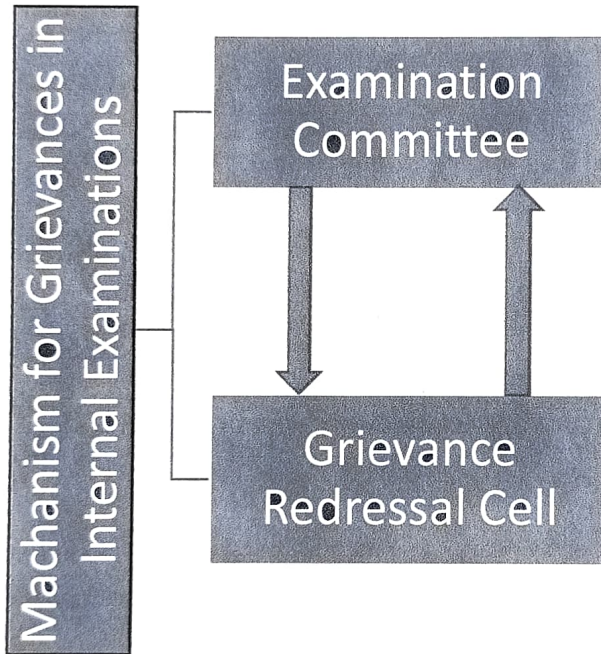 Machanism for Grievances in
Internal Examinations
Examination
Committee
Grievance
Redressal Cell